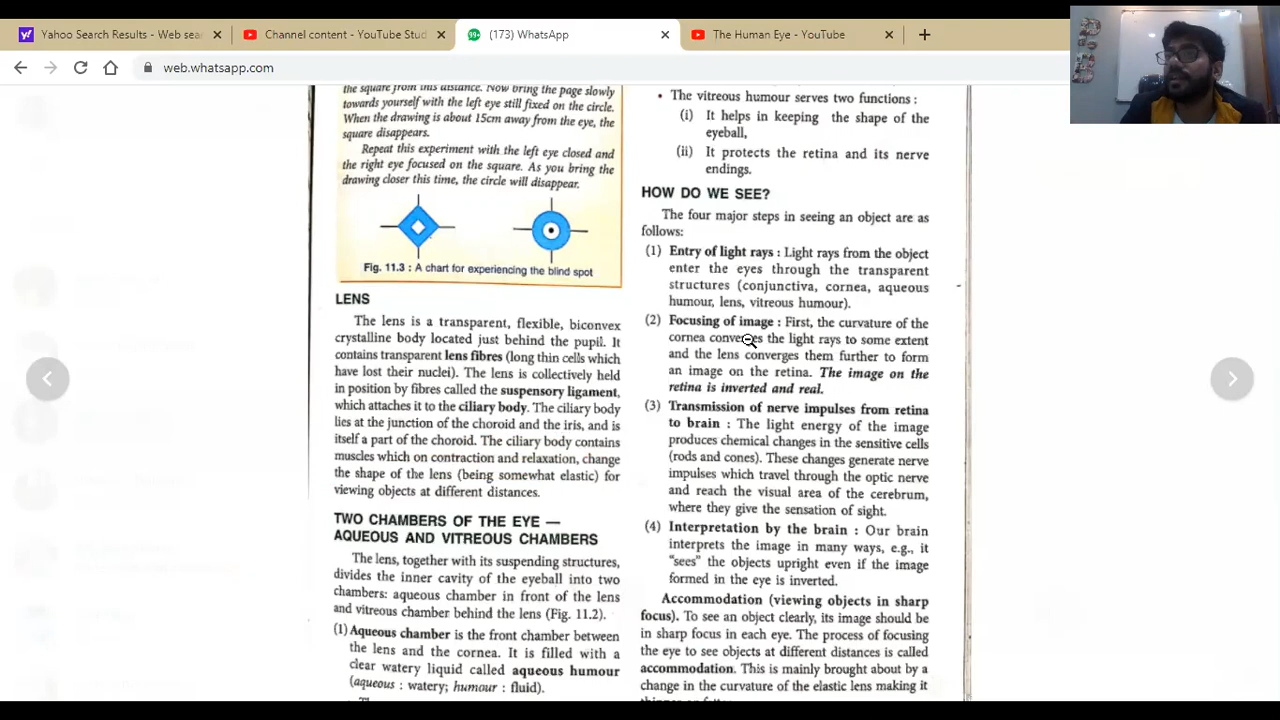 Yahoo Search Results - Web sea
Channel content - YouTube Stud
(173) WhatsApp
The Human Eye - YouTube
web.whatsapp.com
the square from this distance. Now bring the page slowly
towards yourself with the left eye still fixed on the circle.
When the drawing is about 15cm away from the eye, the
square disappears.
Repeat this experiment with the left eye closed and
the right eye focused on the square. As you bring the
drawing closer this time, the circle will disappear.
Fig. 11.3 : A chart for experiencing the blind spot
LENS
The lens is a transparent, flexible, biconvex
crystalline body located just behind the pupil. It
contains transparent lens fibres (long thin cells which
have lost their nuclei). The lens is collectively held
in position by fibres called the suspensory ligament,
which attaches it to the ciliary body. The ciliary body
lies at the junction of the choroid and the iris, and is
itself a part of the choroid. The ciliary body contains
muscles which on contraction and relaxation, change
the shape of the lens (being somewhat elastic) for
viewing objects at different distances.
TWO CHAMBERS OF THE EYE —
AQUEOUS AND VITREOUS CHAMBERS
The lens, together with its suspending structures,
divides the inner cavity of the eyeball into two
chambers: aqueous chamber in front of the lens
and vitreous chamber behind the lens (Fig. 11.2).
(1) Aqueous chamber is the front chamber between
the lens and the cornea. It is filled with a
clear watery liquid called aqueous humour
(aqueous : watery; humour : fluid).
• The vitreous humour serves two functions :
(i) It helps in keeping the shape of the
eyeball,
(ii) It protects the retina and its nerve
endings.
HOW DO WE SEE?
The four major steps in seeing an object are as
follows:
(1) Entry of light rays : Light rays from the object
enter the eyes through the transparent
structures (conjunctiva, cornea, aqueous
humour, lens, vitreous humour).
(2) Focusing of image : First, the curvature of the
cornea converges the light rays to some extent
and the lens converges them further to form
an image on the retina. The image on the
retina is inverted and real.
(3) Transmission of nerve impulses from retina
to brain : The light energy of the image
produces chemical changes in the sensitive cells
(rods and cones). These changes generate nerve
impulses which travel through the optic nerve
and reach the visual area of the cerebrum,
where they give the sensation of sight.
(4) Interpretation by the brain : Our brain
interprets the image in many ways, e.g., it
"sees" the objects upright even if the image
formed in the eye is inverted.
Accommodation (viewing objects in sharp
focus). To see an object clearly, its image should be
in sharp focus in each eye. The process of focusing
the eye to see objects at different distances is called
accommodation. This is mainly brought about by a
change in the curvature of the elastic lens making it